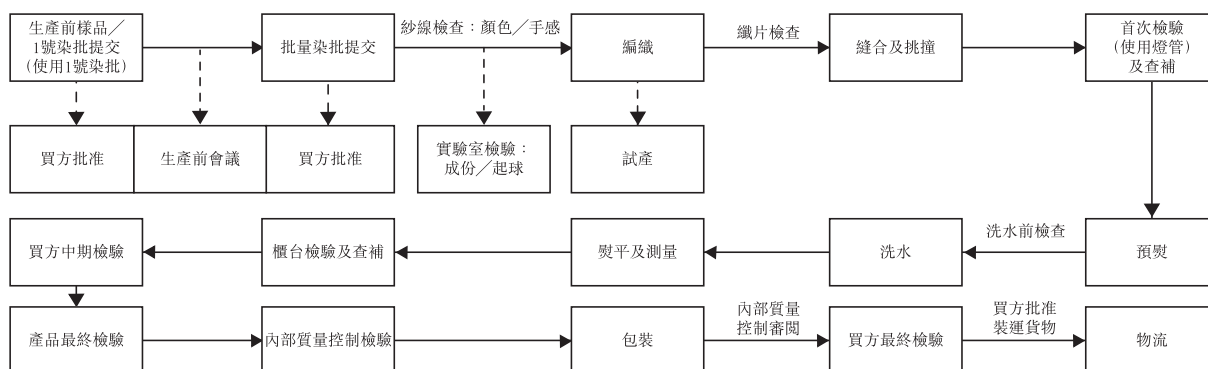 生產前樣品／
1號染批提交
(使用1號染批)
批量染批提交
紗線檢查：顏色／手感
編織
纖片檢查
縫合及挑撞
首次檢驗
(使用燈管)
及查補
買方批准
生產前會議
買方批准
實驗室檢驗：
成份／起球
試產
買方中期檢驗
櫃台檢驗及查補
熨平及測量
洗水
洗水前檢查
預熨
產品最終檢驗
內部質量控制檢驗
包裝
內部質量
控制審閱
買方最終檢驗
買方批准
裝運貨物
物流